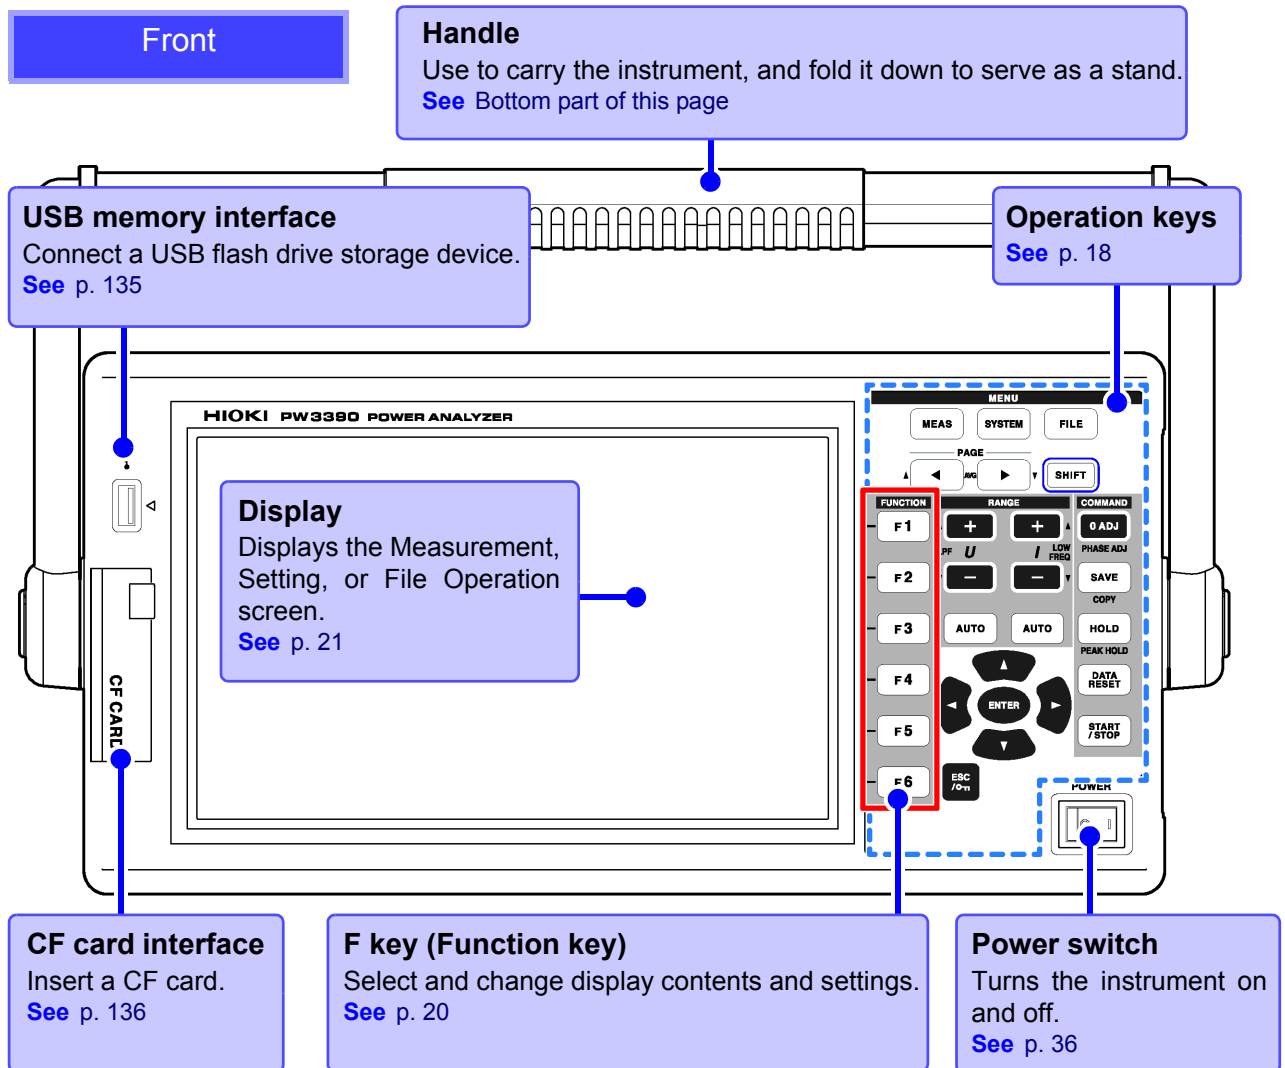 Front
Handle
Use to carry the instrument, and fold it down to serve as a stand.
See Bottom part of this page
USB memory interface
Connect a USB flash drive storage device.
See p. 135
Operation keys
See p. 18
HIOKI PW3390 POWER ANALYZER
MENU
MEAS SYSTEM FILE
PAGE
AVG
SHIFT
FUNCTION RANGE COMMAND
F1 + + 0 ADJ
PF U I LOW FREQ PHASE ADJ
F2 − − SAVE
COPY
F3 AUTO AUTO HOLD
PEAK HOLD
F4 DATA RESET
ENTER
F5 START / STOP
F6 ESC /
POWER
Display
Displays the Measurement,
Setting, or File Operation
screen.
See p. 21
CF CARD
CF card interface
Insert a CF card.
See p. 136
F key (Function key)
Select and change display contents and settings.
See p. 20
Power switch
Turns the instrument on
and off.
See p. 36